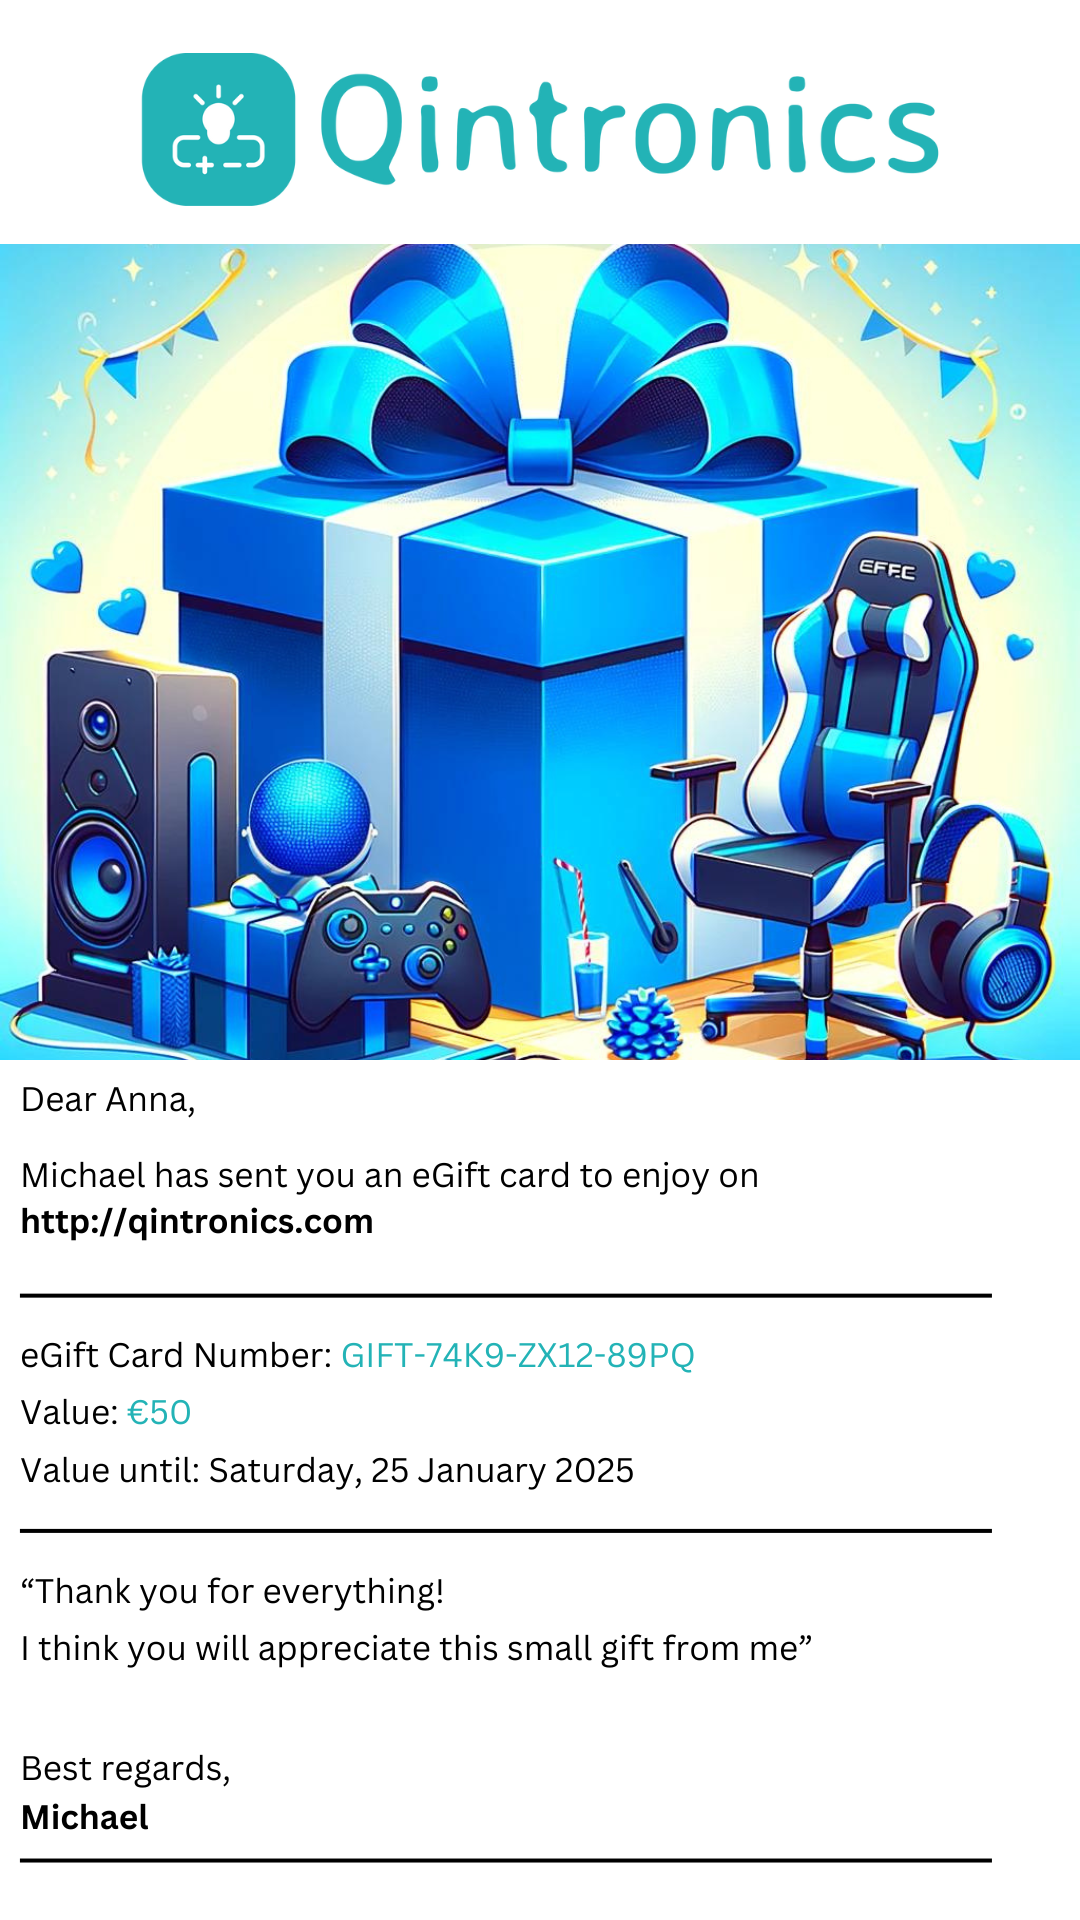 Qintronics
EFFC
Dear Anna,
Michael has sent you an eGift card to enjoy on
http://qintronics.com
eGift Card Number: GIFT-74K9-ZX12-89PQ
Value: €50
Value until: Saturday, 25 January 2025
“Thank you for everything!
I think you will appreciate this small gift from me”
Best regards,
Michael